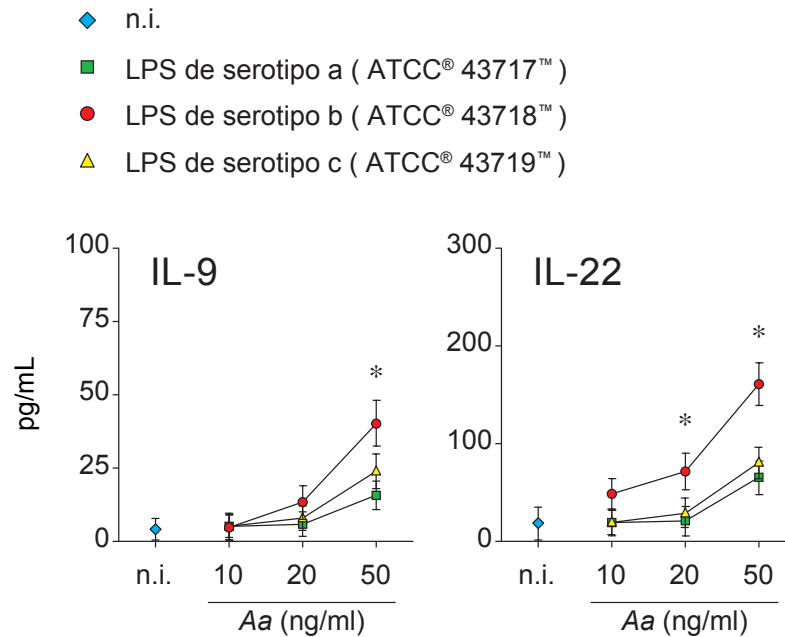 n.i.
LPS de serotipo a ( ATCC® 43717™ )
LPS de serotipo b ( ATCC® 43718™ )
LPS de serotipo c ( ATCC® 43719™ )
IL-9
100
75
50
25
0
pg/mL
*
n.i. 10 20 50
Aa (ng/ml)
IL-22
300
200
100
0
*
*
n.i. 10 20 50
Aa (ng/ml)